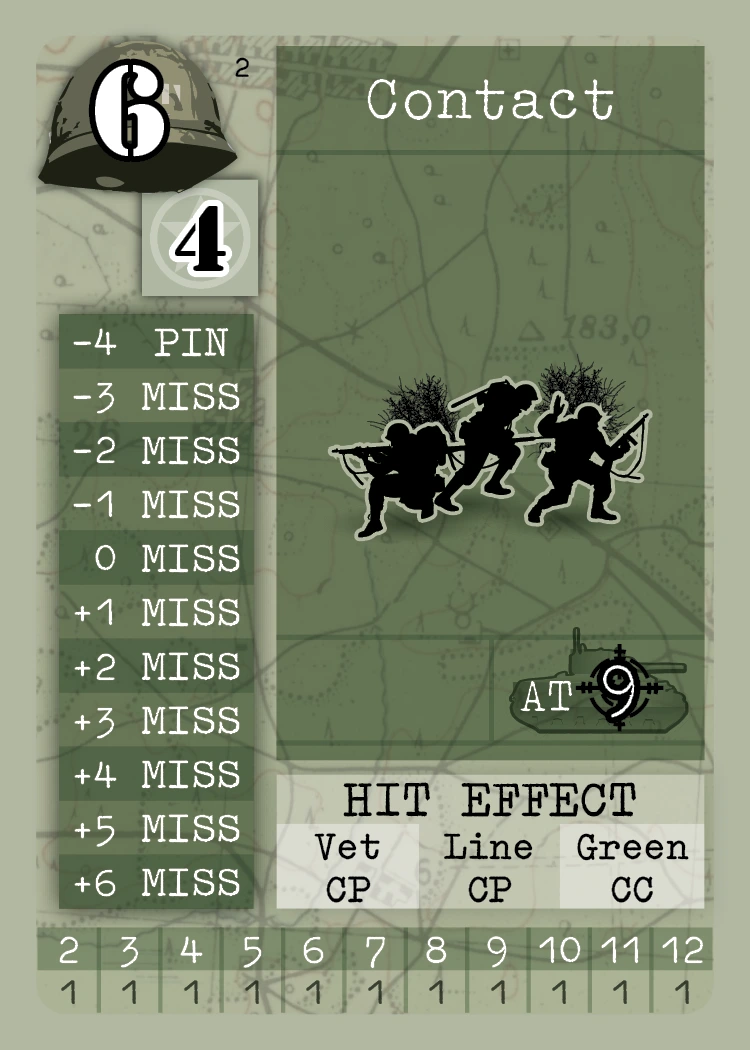 6
2
Contact
4
183,0
-4 PIN
-3 MISS
-2 MISS
-1 MISS
0 MISS
+1 MISS
+2 MISS
+3 MISS
+4 MISS
+5 MISS
+6 MISS
AT 9
HIT EFFECT
Vet Line Green
CP CP CC
2 3 4 5 6 7 8 9 10 11 12
1 1 1 1 1 1 1 1 1 1 1